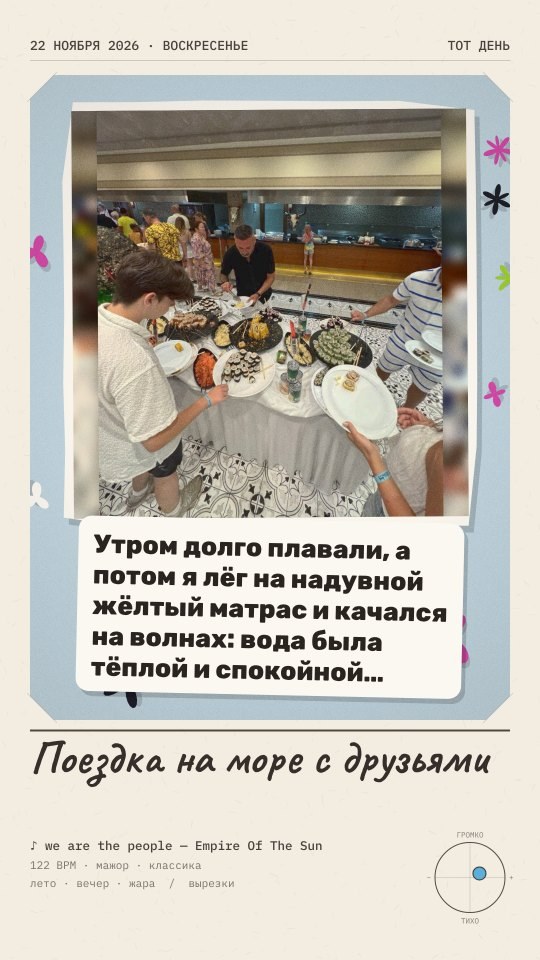 22 НОЯБРЯ 2026 · ВОСКРЕСЕНЬЕ
ТОТ ДЕНЬ
Утром долго плавали, а
потом я лёг на надувной
жёлтый матрас и качался
на волнах: вода была
тёплой и спокойной...
Поездка на море с друзьями
♪ we are the people — Empire Of The Sun
122 BPM · мажор · классика
лето · вечер · жара / вырезки
ГРОМКО
- +
ТИХО